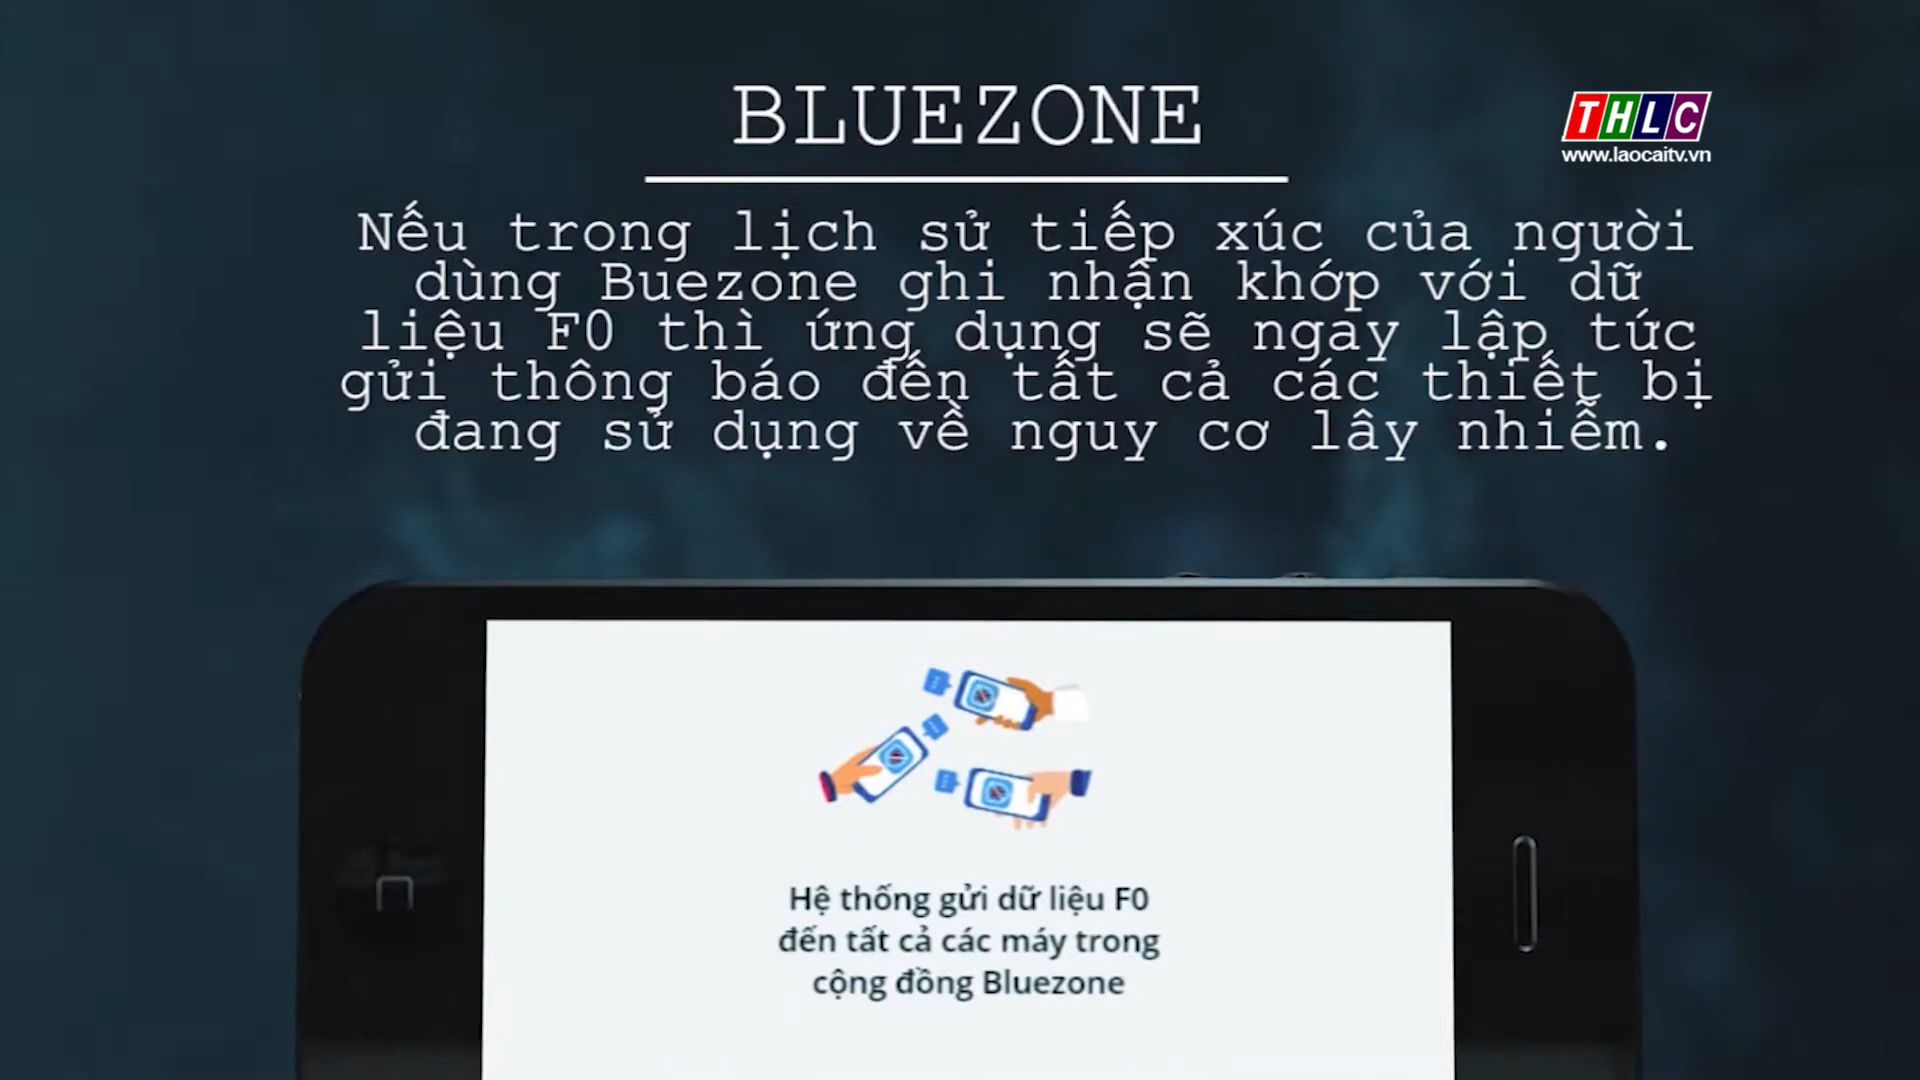 BLUEZONE
THLC
www.laocaitv.vn
Nếu trong lịch sử tiếp xúc của người
dùng Buezone ghi nhận khớp với dữ
liệu F0 thì ứng dụng sẽ ngay lập tức
gửi thông báo đến tất cả các thiết bị
đang sử dụng về nguy cơ lây nhiễm.
Hệ thống gửi dữ liệu F0
đến tất cả các máy trong
cộng đồng Bluezone